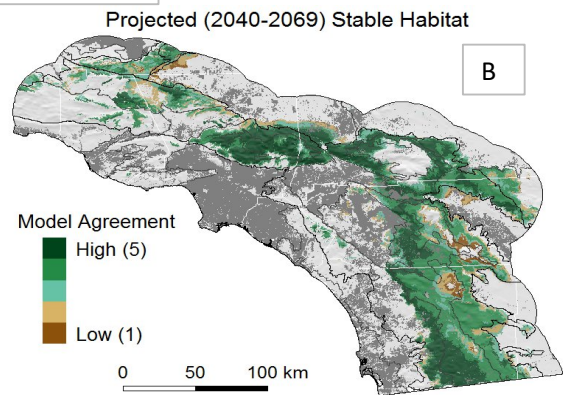 Projected (2040-2069) Stable Habitat
B
Model Agreement
High (5)
Low (1)
0 50 100 km